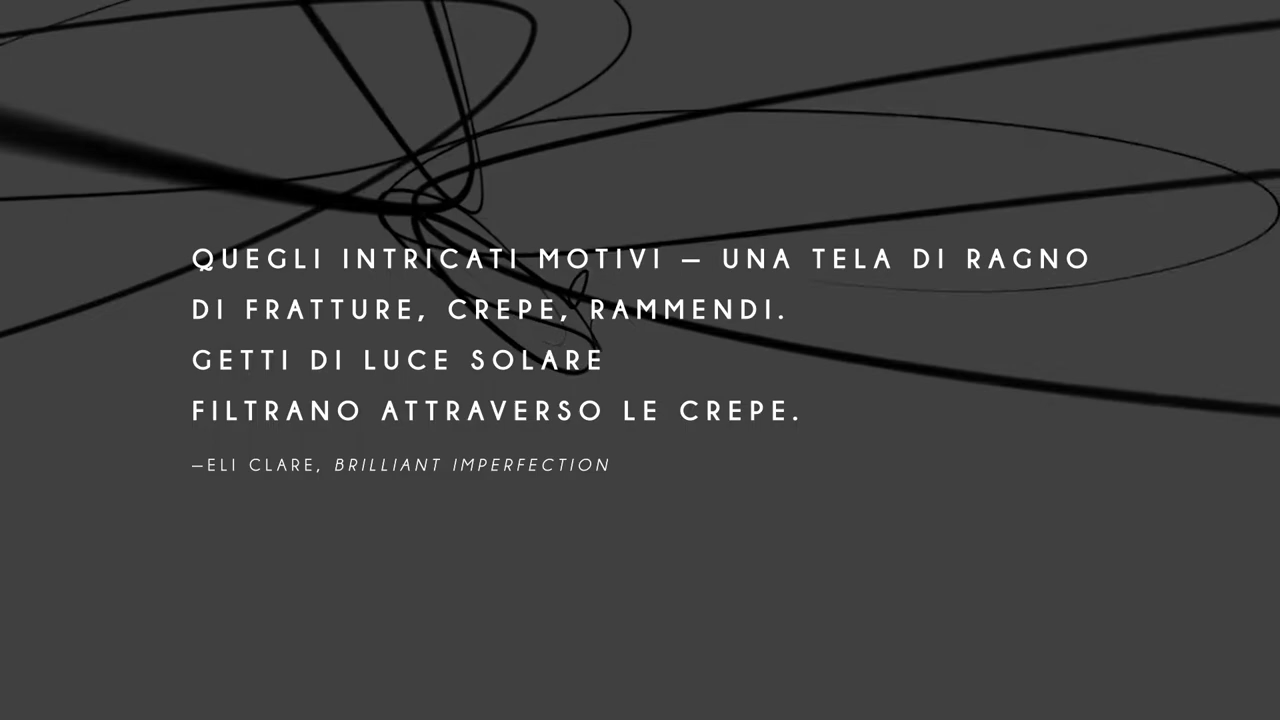 QUEGLI INTRICATI MOTIVI – UNA TELA DI RAGNO
DI FRATTURE, CREPE, RAMMENDI.
GETTI DI LUCE SOLARE
FILTRANO ATTRAVERSO LE CREPE.
–ELI CLARE, BRILLIANT IMPERFECTION